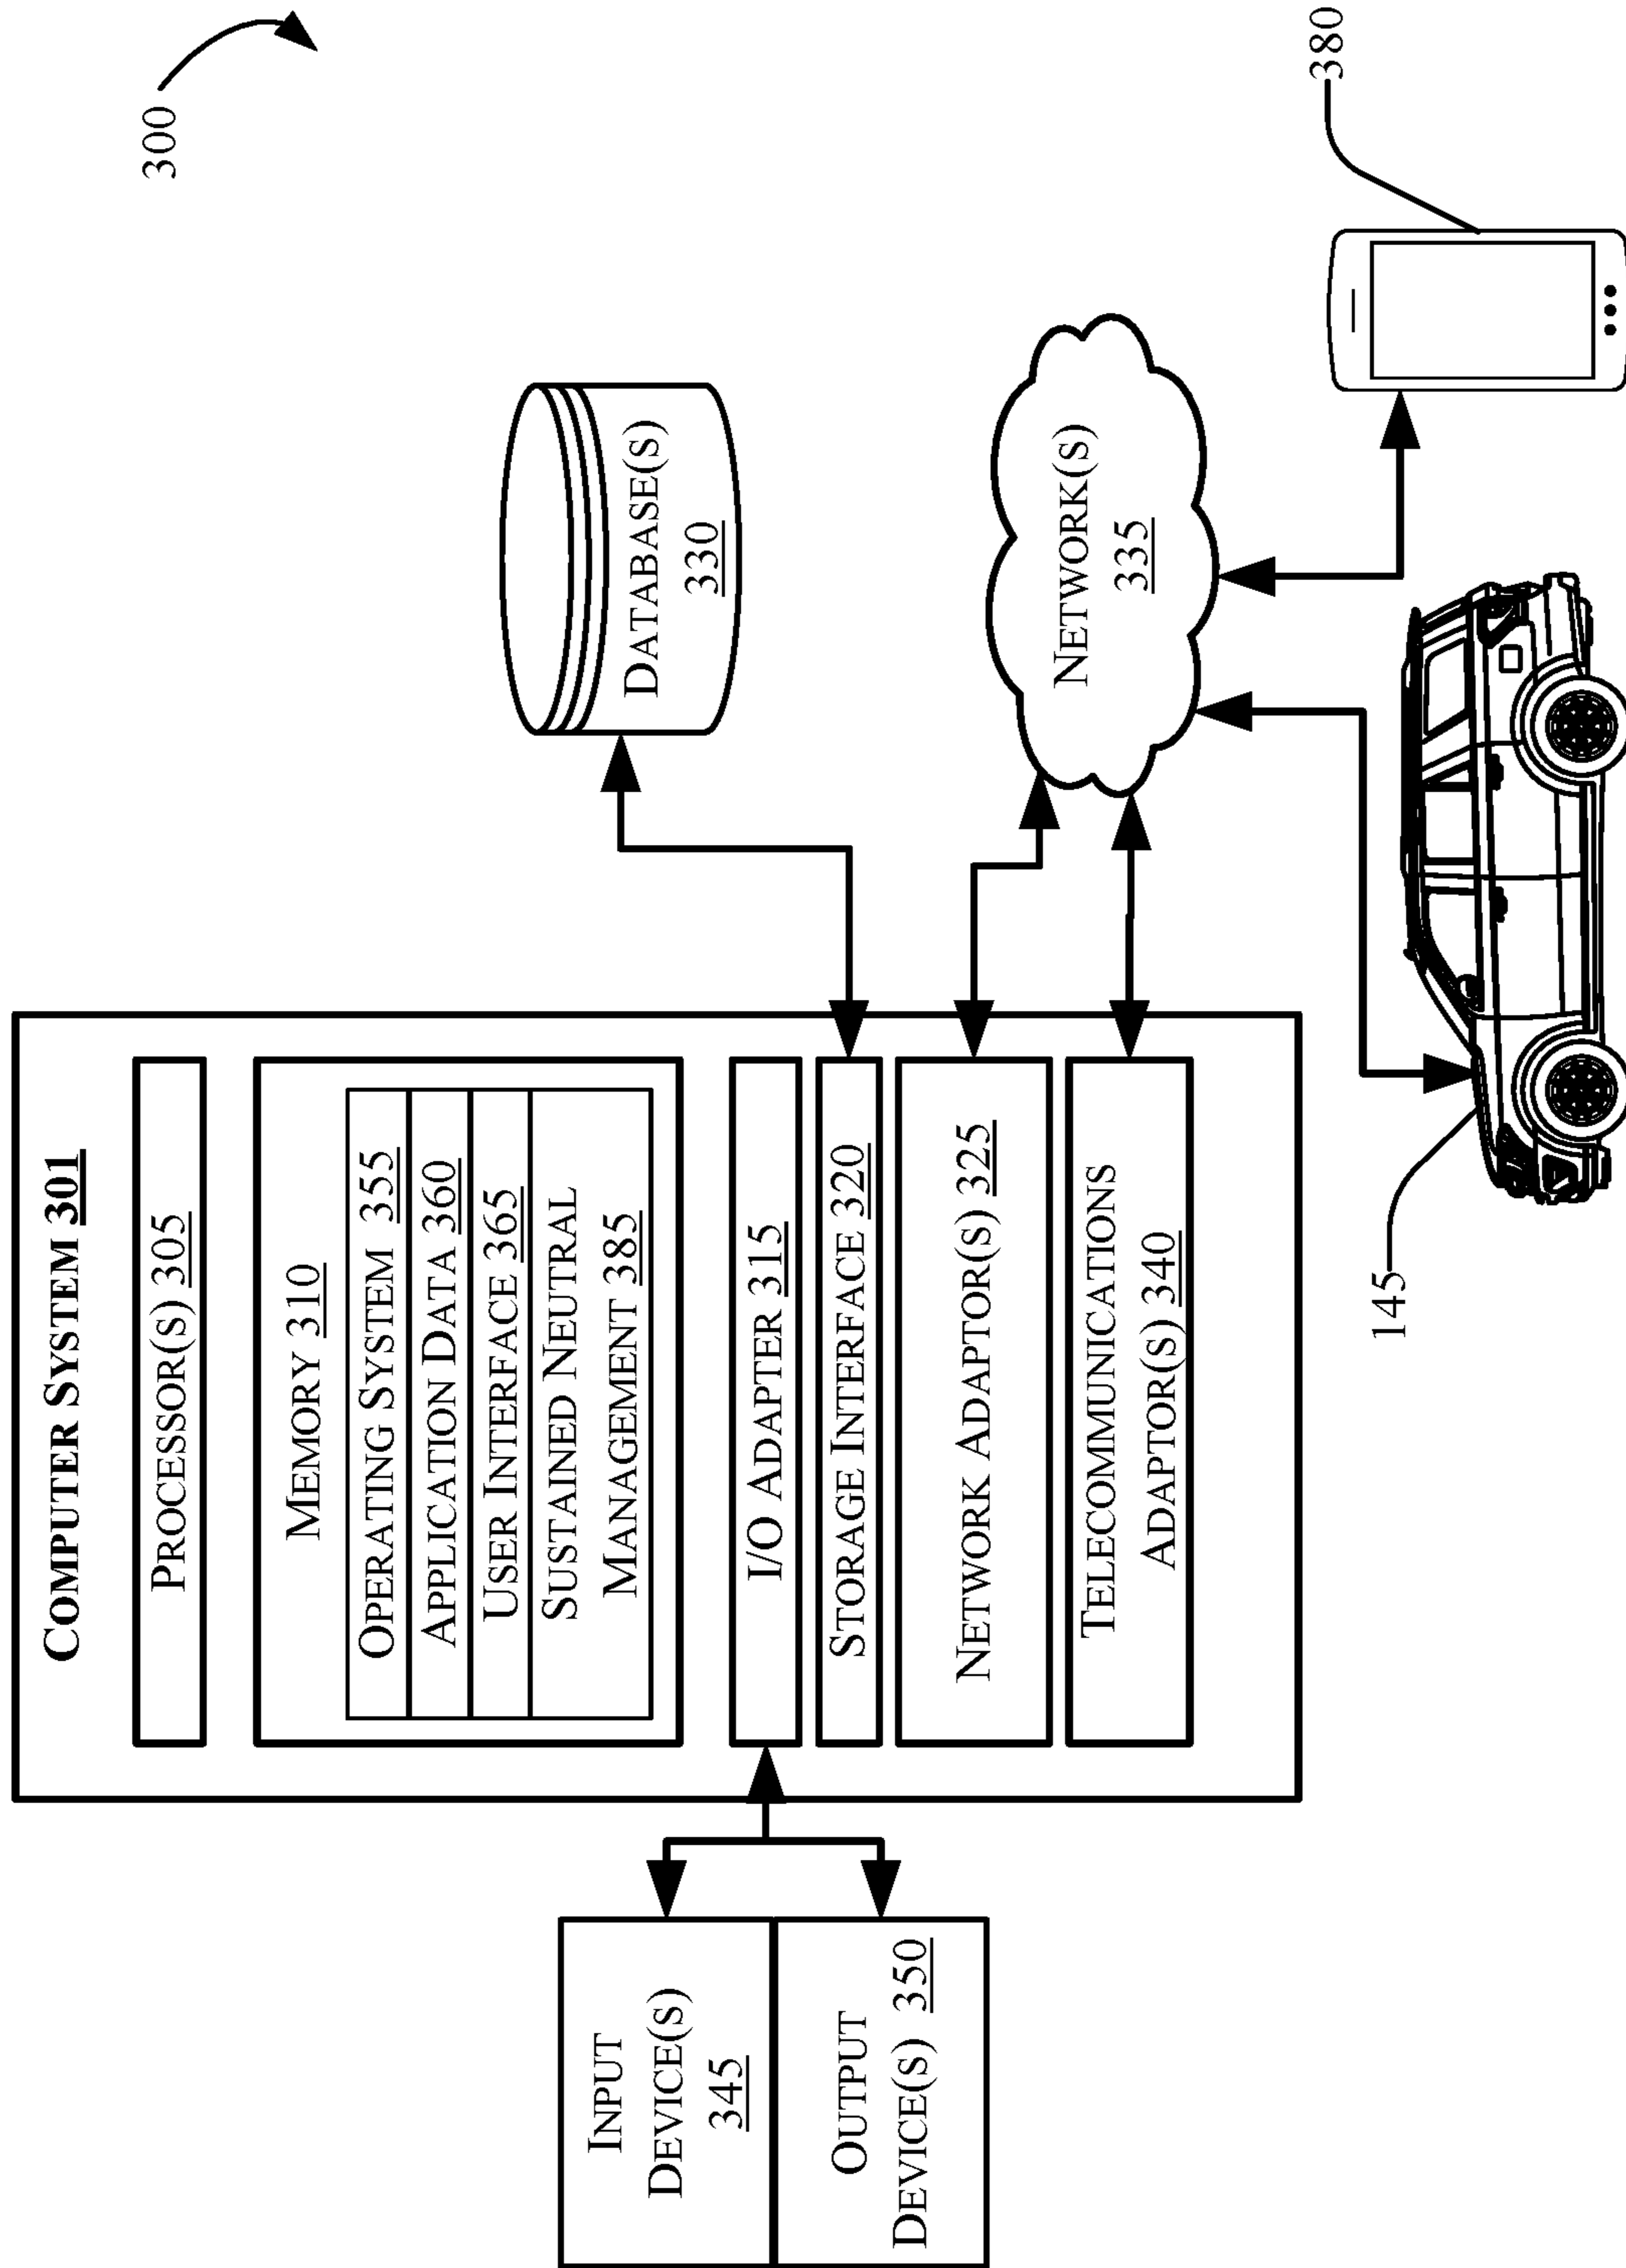 300
COMPUTER SYSTEM 301
PROCESSOR(S) 305
MEMORY 310
OPERATING SYSTEM 355
APPLICATION DATA 360
USER INTERFACE 365
SUSTAINED NEUTRAL
MANAGEMENT 385
I/O ADAPTER 315
STORAGE INTERFACE 320
NETWORK ADAPTOR(S) 325
TELECOMMUNICATIONS
ADAPTOR(S) 340
INPUT
DEVICE(S)
345
OUTPUT
DEVICE(S) 350
DATABASE(S)
330
NETWORK(S)
335
145
380